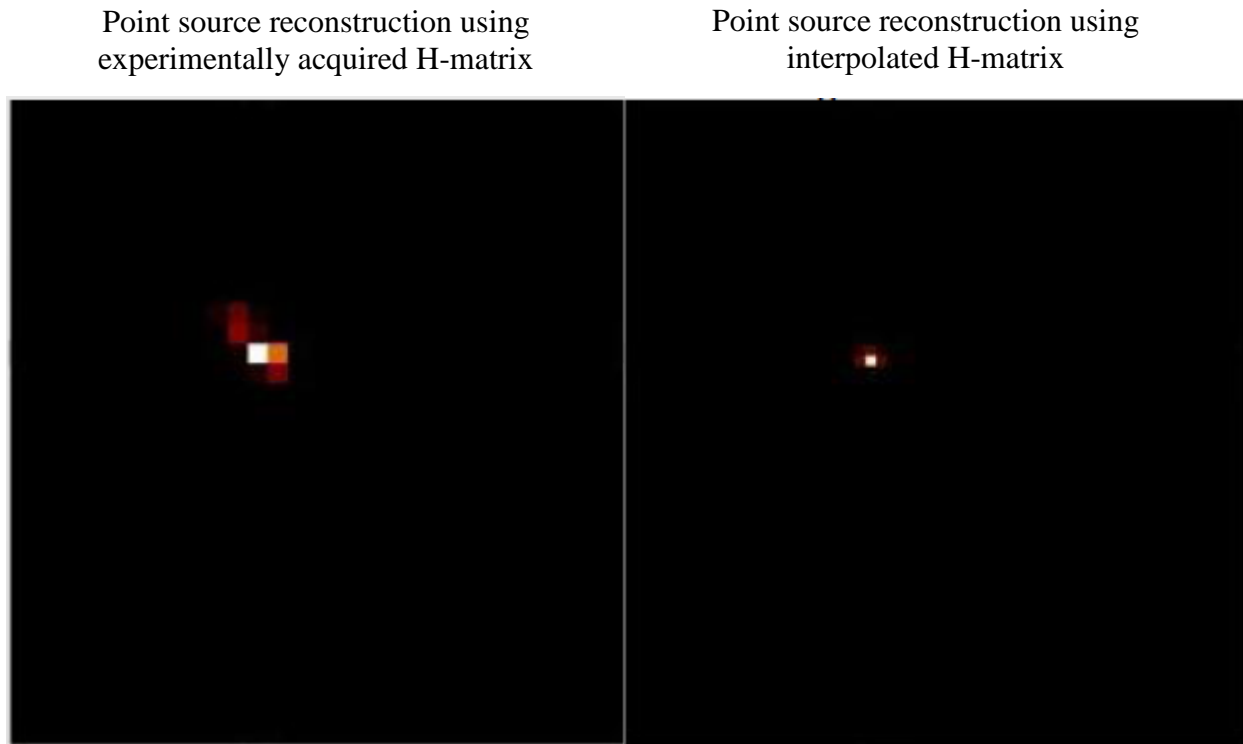 Point source reconstruction using
experimentally acquired H-matrix
Point source reconstruction using
interpolated H-matrix